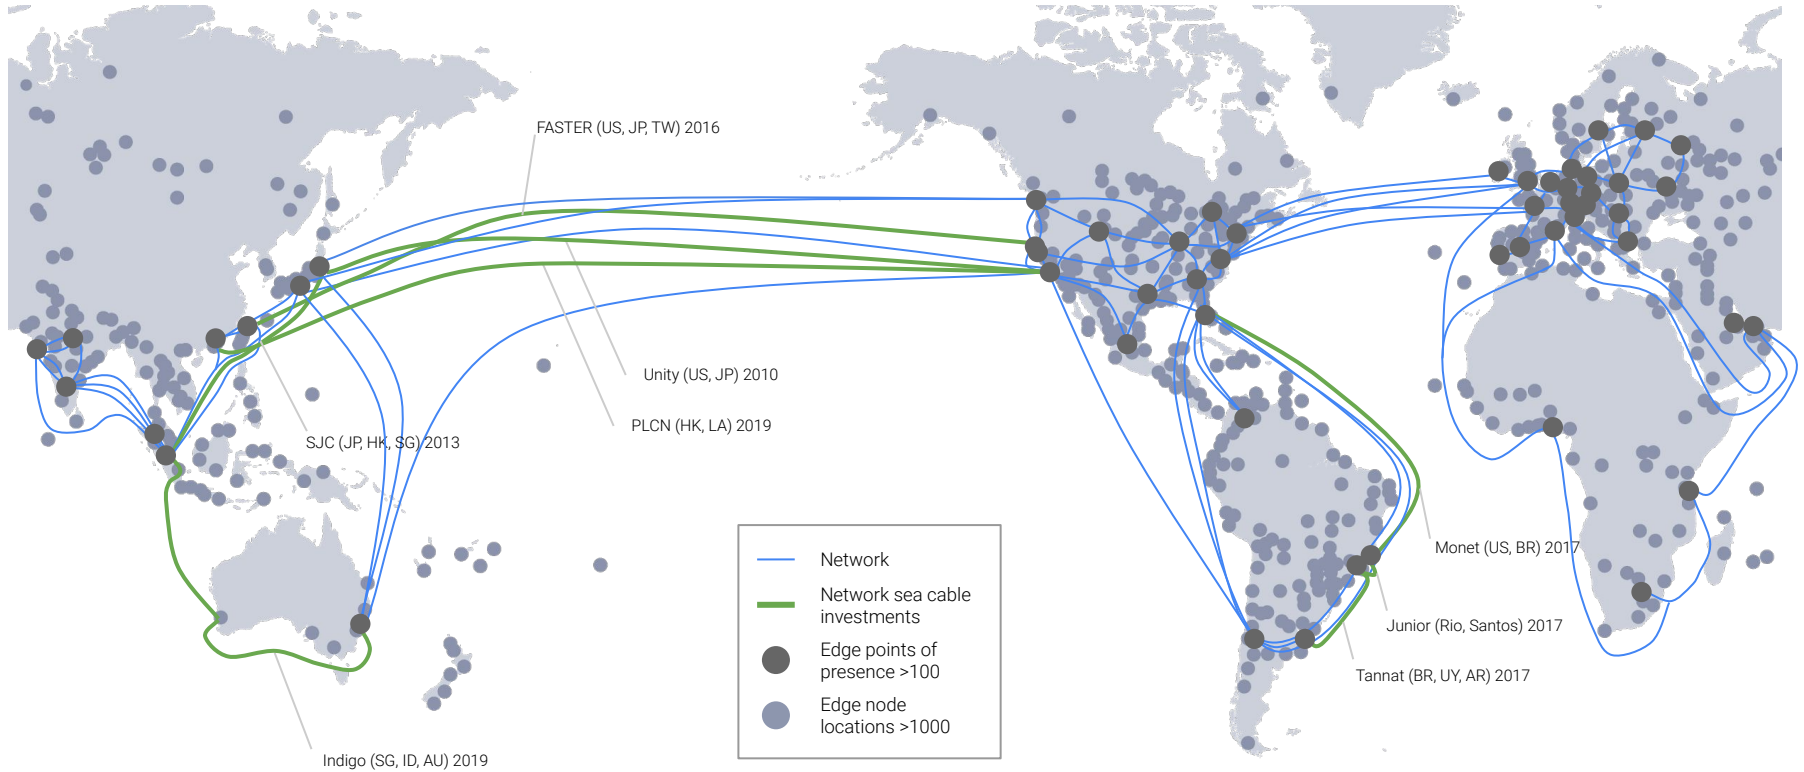 FASTER (US, JP, TW) 2016
Unity (US, JP) 2010
PLCN (HK, LA) 2019
SJC (JP, HK, SG) 2013
Monet (US, BR) 2017
Junior (Rio, Santos) 2017
Tannat (BR, UY, AR) 2017
Indigo (SG, ID, AU) 2019
Network
Network sea cable
investments
Edge points of
presence >100
Edge node
locations >1000